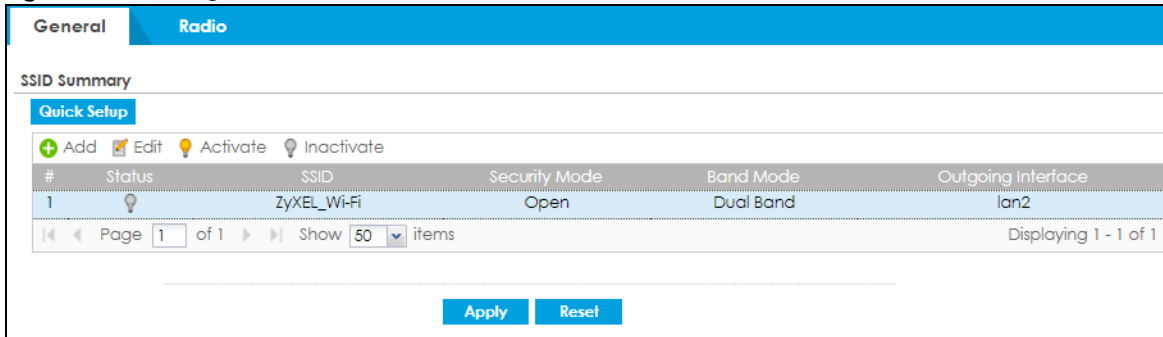 General Radio
SSID Summary
Quick Setup
Add Edit Activate Inactivate
# Status SSID Security Mode Band Mode Outgoing Interface
1 ZyXEL_Wi-Fi Open Dual Band lan2
Page 1 of 1 Show 50 items Displaying 1 - 1 of 1
Apply Reset